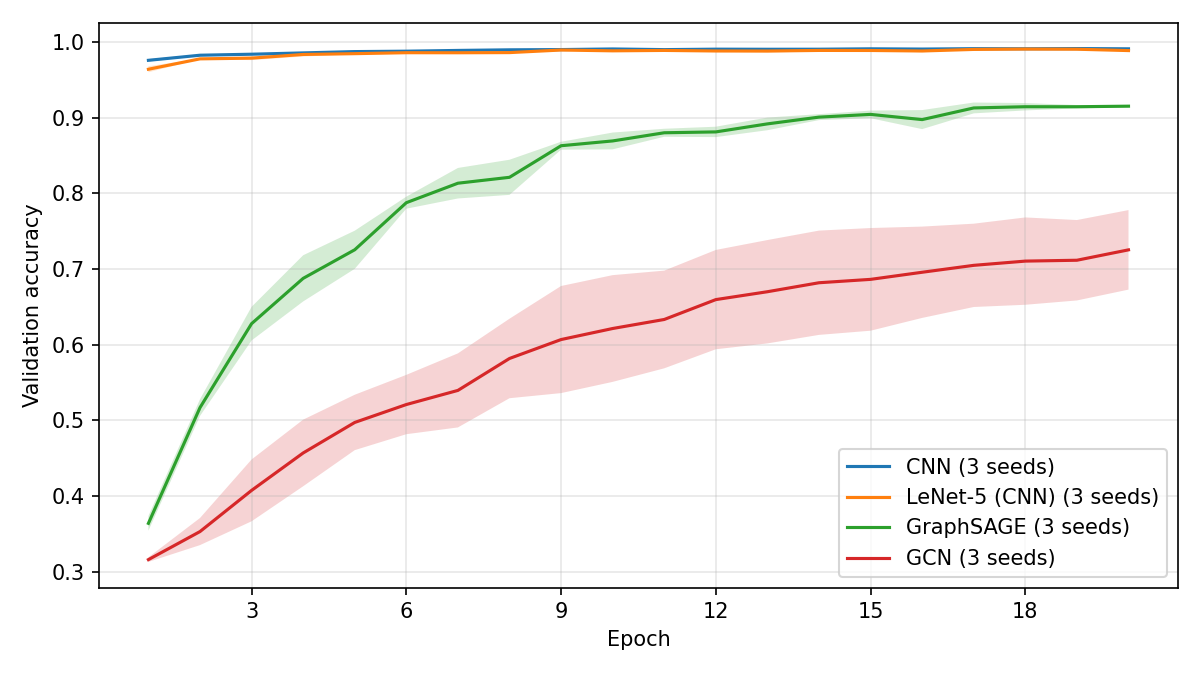 1.0
0.9
0.8
0.7
0.6
0.5
0.4
0.3
Validation accuracy
CNN (3 seeds)
LeNet-5 (CNN) (3 seeds)
GraphSAGE (3 seeds)
GCN (3 seeds)
3 6 9 12 15 18
Epoch